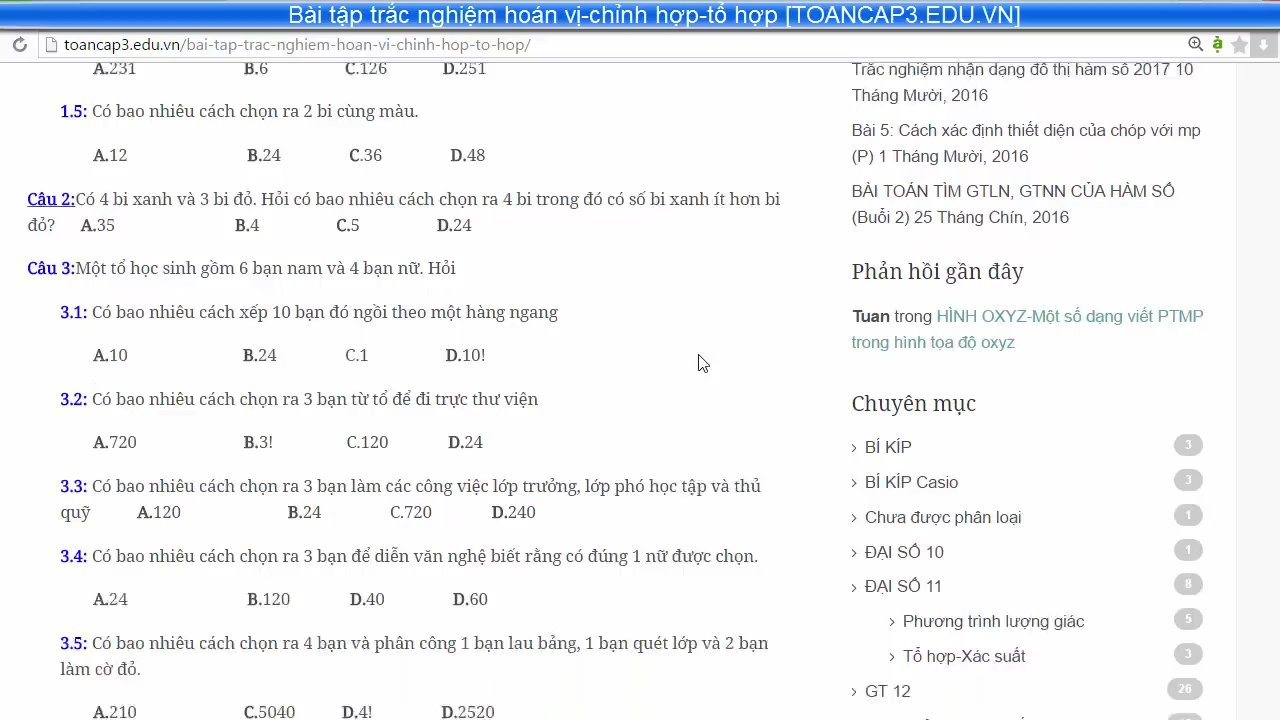 Bài tập trắc nghiệm hoán vị-chỉnh hợp-tổ hợp [TOANCAP3.EDU.VN]
toancap3.edu.vn/bai-tap-trac-nghiem-hoan-vi-chinh-hop-to-hop/
A.231 B.6 C.126 D.251
1.5: Có bao nhiêu cách chọn ra 2 bi cùng màu.
A.12 B.24 C.36 D.48
Câu 2:Có 4 bi xanh và 3 bi đỏ. Hỏi có bao nhiêu cách chọn ra 4 bi trong đó có số bi xanh ít hơn bi
đỏ? A.35 B.4 C.5 D.24
Câu 3:Một tổ học sinh gồm 6 bạn nam và 4 bạn nữ. Hỏi
3.1: Có bao nhiêu cách xếp 10 bạn đó ngồi theo một hàng ngang
A.10 B.24 C.1 D.10!
3.2: Có bao nhiêu cách chọn ra 3 bạn từ tổ để đi trực thư viện
A.720 B.3! C.120 D.24
3.3: Có bao nhiêu cách chọn ra 3 bạn làm các công việc lớp trưởng, lớp phó học tập và thủ
quỹ A.120 B.24 C.720 D.240
3.4: Có bao nhiêu cách chọn ra 3 bạn để diễn văn nghệ biết rằng có đúng 1 nữ được chọn.
A.24 B.120 D.40 D.60
3.5: Có bao nhiêu cách chọn ra 4 bạn và phân công 1 bạn lau bảng, 1 bạn quét lớp và 2 bạn
làm cờ đỏ.
A.210 C.5040 D.4! D.2520
Trắc nghiệm nhận dạng đồ thị hàm số 2017 10
Tháng Mười, 2016
Bài 5: Cách xác định thiết diện của chóp với mp
(P) 1 Tháng Mười, 2016
BÀI TOÁN TÌM GTLN, GTNN CỦA HÀM SỐ
(Buổi 2) 25 Tháng Chín, 2016
Phản hồi gần đây
Tuan trong HÌNH OXYZ-Một số dạng viết PTMP
trong hình tọa độ oxyz
Chuyên mục
BÍ KÍP 3
BÍ KÍP Casio 3
Chưa được phân loại 1
ĐẠI SỐ 10 1
ĐẠI SỐ 11 8
Phương trình lượng giác 5
Tổ hợp-Xác suất 3
GT 12 26